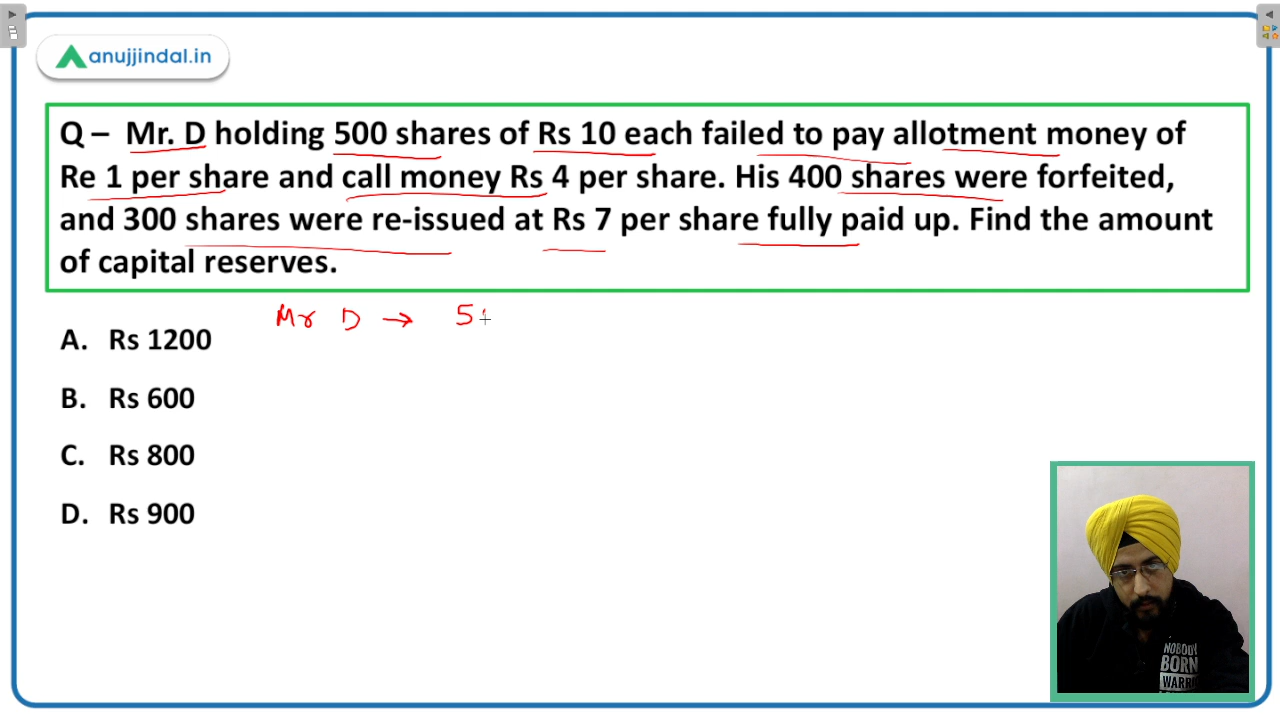 anujjindal.in
Q – Mr. D holding 500 shares of Rs 10 each failed to pay allotment money of
Re 1 per share and call money Rs 4 per share. His 400 shares were forfeited,
and 300 shares were re-issued at Rs 7 per share fully paid up. Find the amount
of capital reserves.
Mr D → 5
A. Rs 1200
B. Rs 600
C. Rs 800
D. Rs 900
NOBODY
BORN
WARR